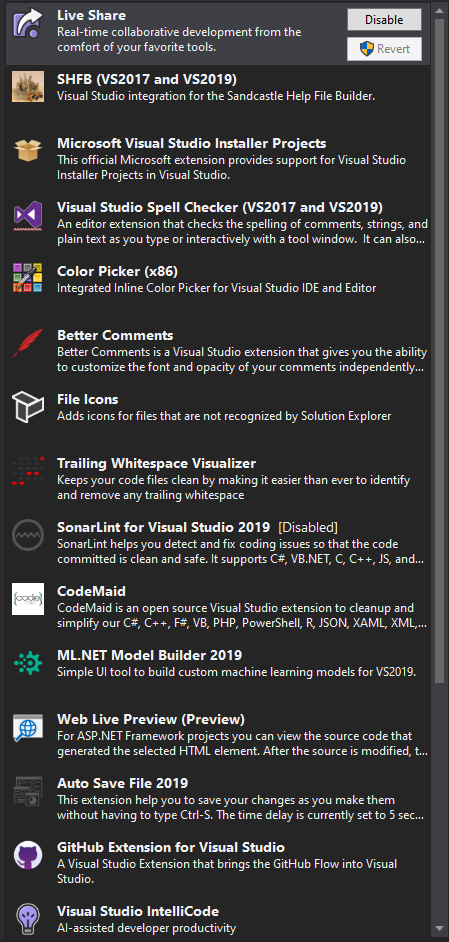 Live Share
Disable
Real-time collaborative development from the
comfort of your favorite tools.
Revert
SHFB (VS2017 and VS2019)
Visual Studio integration for the Sandcastle Help File Builder.
Microsoft Visual Studio Installer Projects
This official Microsoft extension provides support for Visual Studio
Installer Projects in Visual Studio.
Visual Studio Spell Checker (VS2017 and VS2019)
An editor extension that checks the spelling of comments, strings, and
plain text as you type or interactively with a tool window.  It can also...
Color Picker (x86)
Integrated Inline Color Picker for Visual Studio IDE and Editor
Better Comments
Better Comments is a Visual Studio extension that gives you the ability
to customize the font and opacity of your comments independently...
File Icons
Adds icons for files that are not recognized by Solution Explorer
Trailing Whitespace Visualizer
Keeps your code files clean by making it easier than ever to identify
and remove any trailing whitespace
SonarLint for Visual Studio 2019 [Disabled]
SonarLint helps you detect and fix coding issues so that the code
committed is clean and safe. It supports C#, VB.NET, C, C++, JS, and...
{code}
CodeMaid
CodeMaid is an open source Visual Studio extension to cleanup and
simplify our C#, C++, F#, VB, PHP, PowerShell, R, JSON, XAML, XML,...
ML.NET Model Builder 2019
Simple UI tool to build custom machine learning models for VS2019.
Web Live Preview (Preview)
For ASP.NET Framework projects you can view the source code that
generated the selected HTML element. After the source is modified, t...
Auto Save File 2019
This extension help you to save your changes as you make them
without having to type Ctrl-S. The time delay is currently set to 5 sec...
GitHub Extension for Visual Studio
A Visual Studio Extension that brings the GitHub Flow into Visual
Studio.
Visual Studio IntelliCode
AI-assisted developer productivity